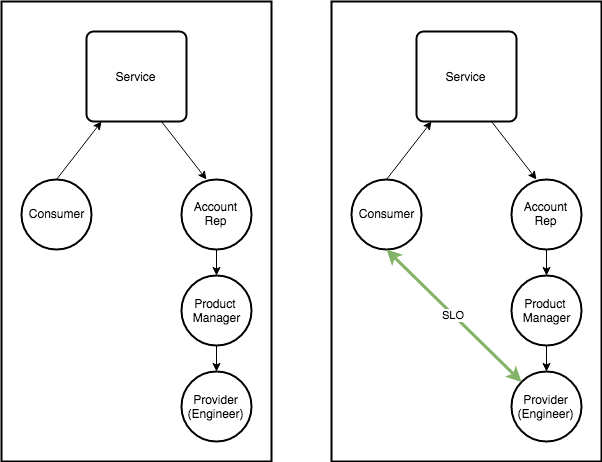 Service
Consumer
Account
Rep
Product
Manager
Provider
(Engineer)
Service
Consumer
Account
Rep
SLO
Product
Manager
Provider
(Engineer)